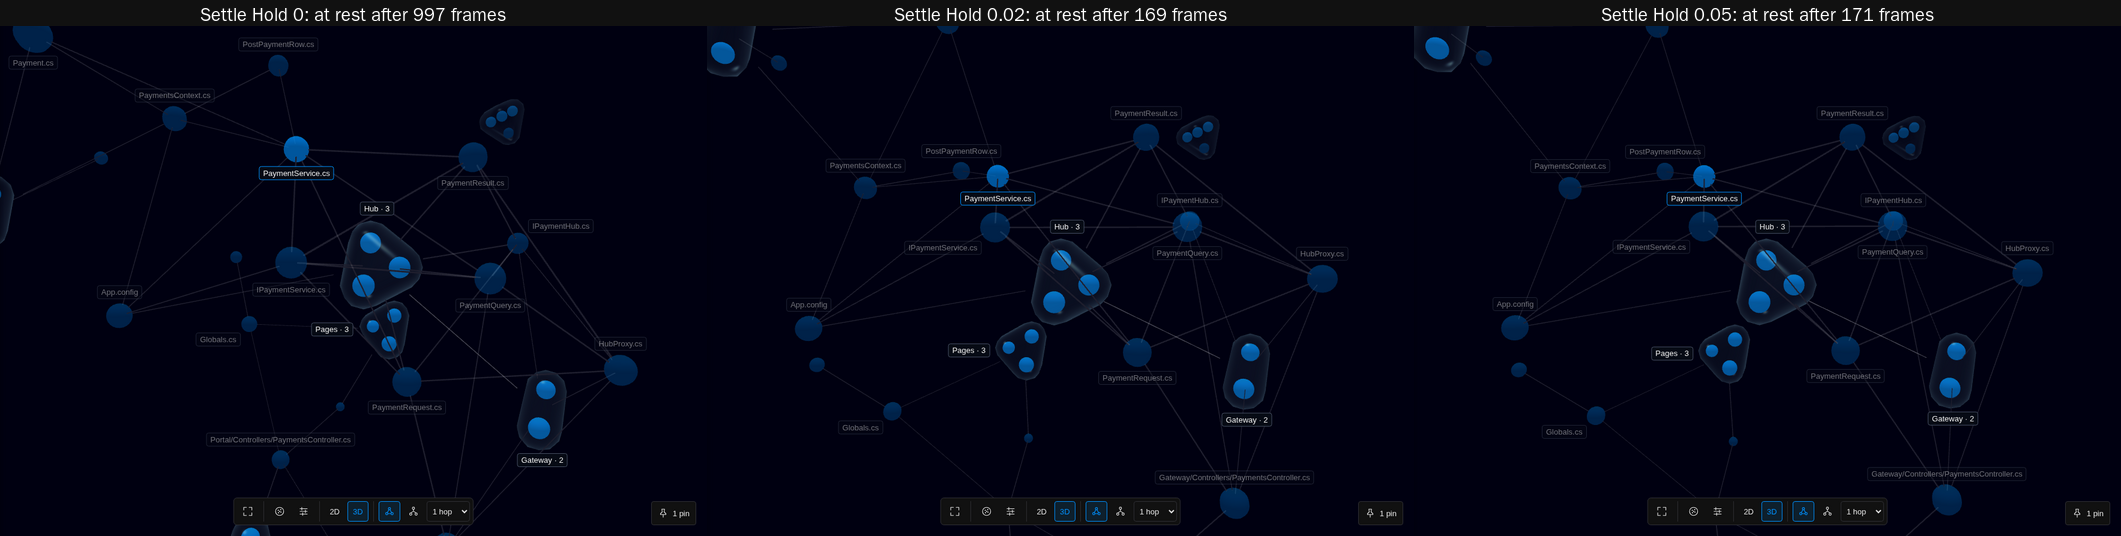 Settle Hold 0: at rest after 997 frames
PostPaymentRow.cs
Payment.cs
PaymentsContext.cs
PaymentService.cs
PaymentResult.cs
Hub · 3
IPaymentHub.cs
IPaymentService.cs
App.config
PaymentQuery.cs
Pages · 3
Globals.cs
HubProxy.cs
PaymentRequest.cs
Portal/Controllers/PaymentsController.cs
Gateway · 2
2D 3D 1 hop
1 pin
Settle Hold 0.02: at rest after 169 frames
PaymentResult.cs
PostPaymentRow.cs
PaymentsContext.cs
PaymentService.cs
IPaymentHub.cs
Hub · 3
IPaymentService.cs
PaymentQuery.cs
HubProxy.cs
App.config
Pages · 3
PaymentRequest.cs
Gateway · 2
Globals.cs
Gateway/Controllers/PaymentsController.cs
2D 3D 1 hop
1 pin
Settle Hold 0.05: at rest after 171 frames
PaymentResult.cs
PostPaymentRow.cs
PaymentsContext.cs
PaymentService.cs
IPaymentHub.cs
Hub · 3
IPaymentService.cs
PaymentQuery.cs
HubProxy.cs
App.config
Pages · 3
PaymentRequest.cs
Gateway · 2
Globals.cs
Gateway/Controllers/PaymentsController.cs
2D 3D 1 hop
1 pin